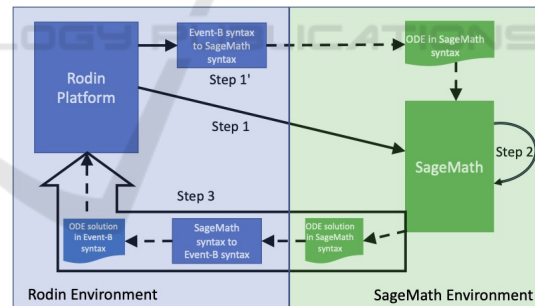 LOGY PUBLICATIONS
Event-B syntax
to SageMath
syntax
ODE in SageMath
syntax
Rodin
Platform
Step 1'
Step 1
SageMath
Step 2
Step 3
ODE solution
in Event-B
syntax
SageMath
syntax to
Event-B syntax
ODE solution
in SageMath
syntax
Rodin Environment
SageMath Environment